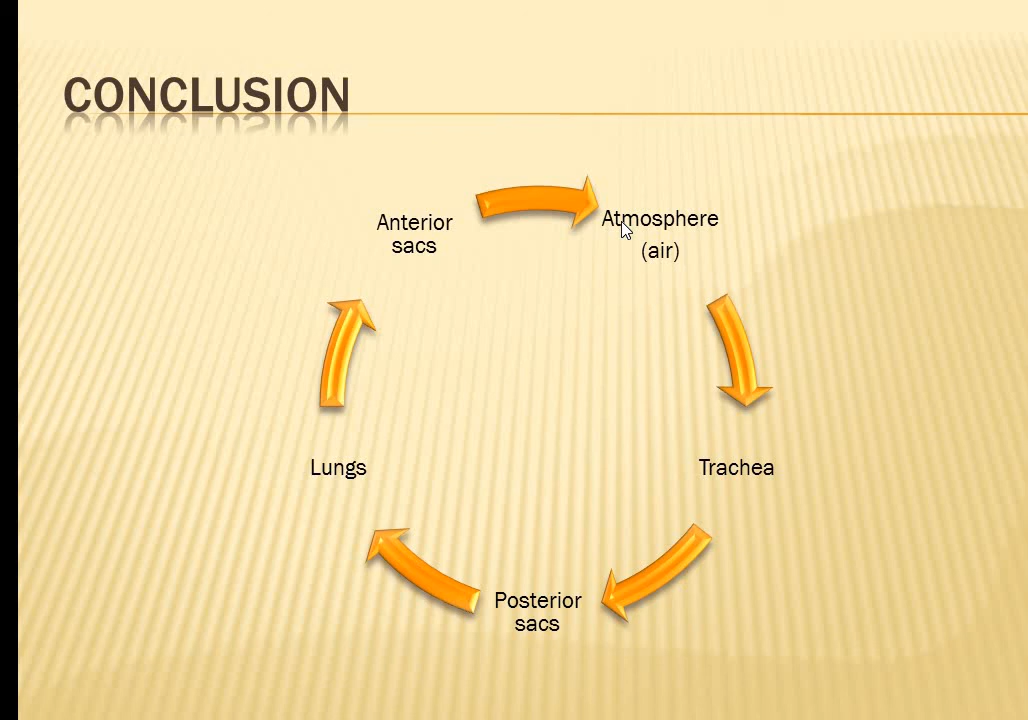 CONCLUSION
Atmosphere
(air)
Trachea
Posterior
sacs
Lungs
Anterior
sacs